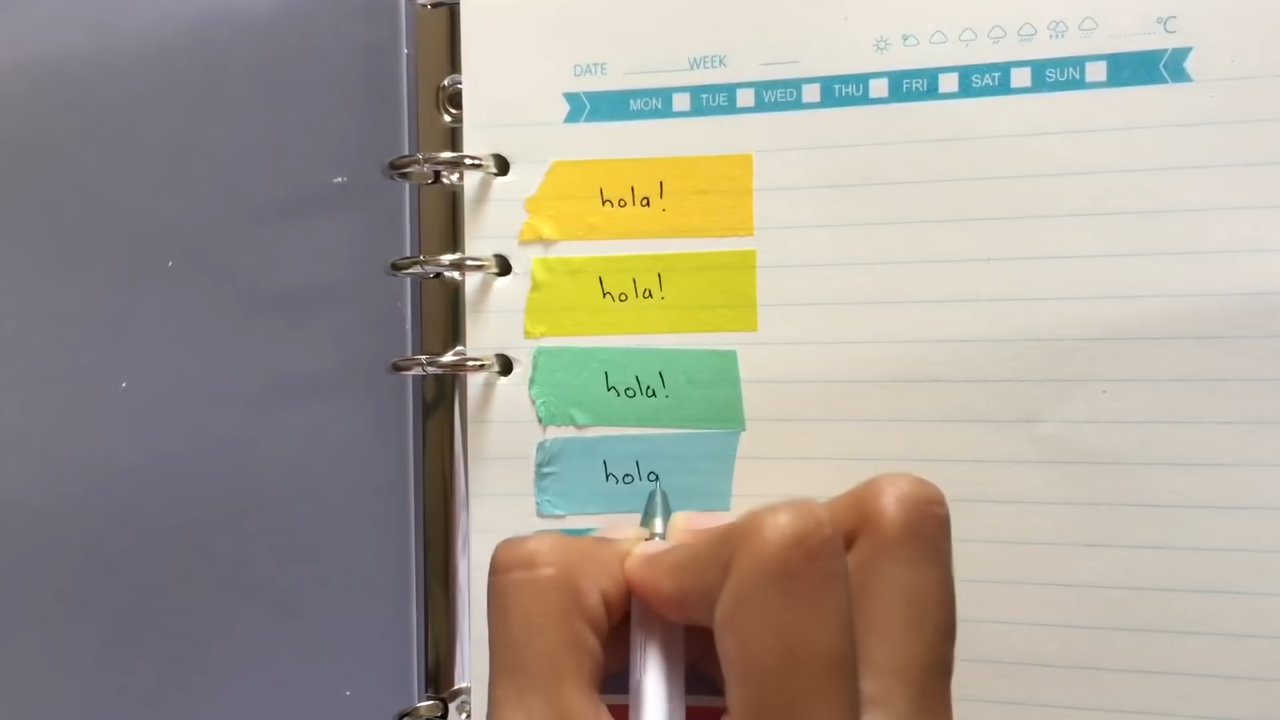 °C
DATE WEEK
MON TUE WED THU FRI SAT SUN
hola!
hola!
hola!
hola